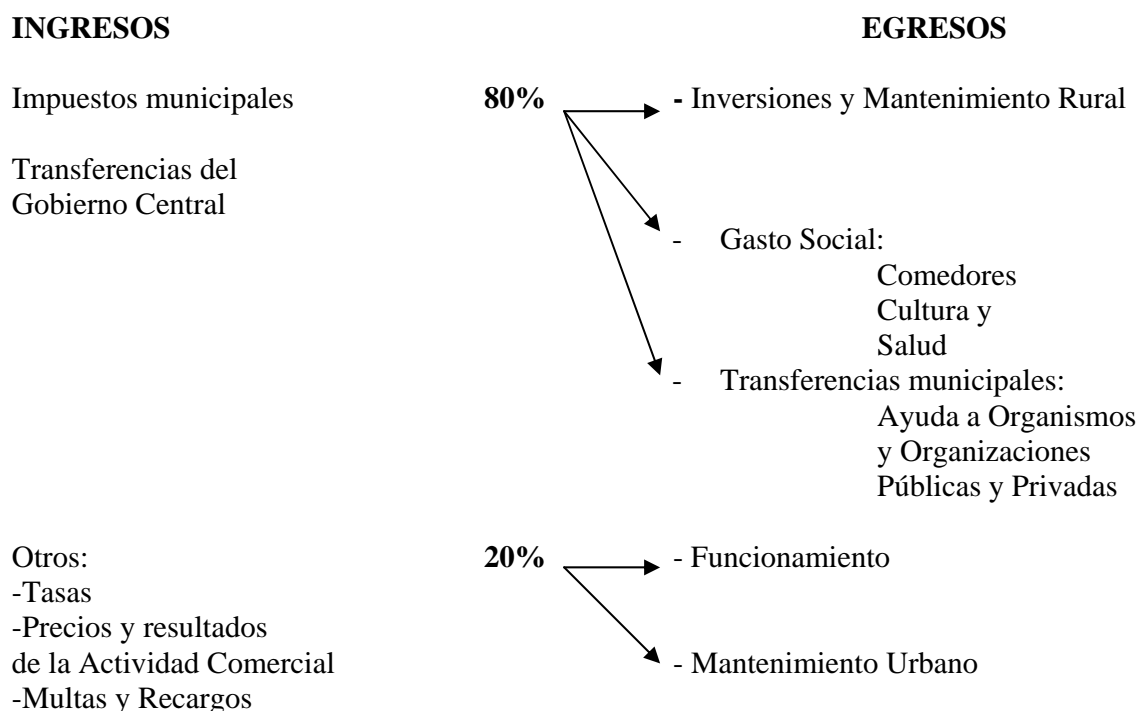 INGRESOS EGRESOS
Impuestos municipales 80% - Inversiones y Mantenimiento Rural
Transferencias del
Gobierno Central
- Gasto Social:
Comedores
Cultura y
Salud
- Transferencias municipales:
Ayuda a Organismos
y Organizaciones
Públicas y Privadas
Otros: 20% - Funcionamiento
-Tasas
-Precios y resultados
de la Actividad Comercial - Mantenimiento Urbano
-Multas y Recargos